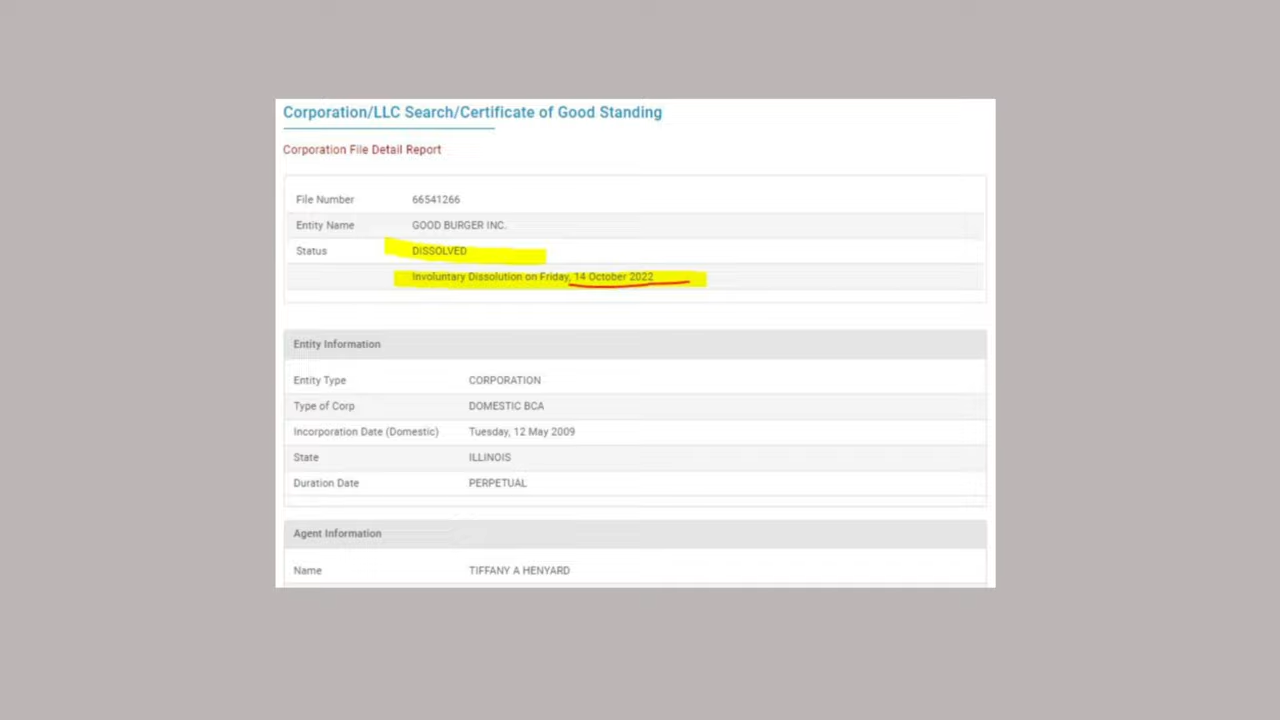 Corporation/LLC Search/Certificate of Good Standing
Corporation File Detail Report
File Number 66541266
Entity Name GOOD BURGER INC.
Status DISSOLVED
Involuntary Dissolution on Friday, 14 October 2022
Entity Information
Entity Type CORPORATION
Type of Corp DOMESTIC BCA
Incorporation Date (Domestic) Tuesday, 12 May 2009
State ILLINOIS
Duration Date PERPETUAL
Agent Information
Name TIFFANY A HENYARD